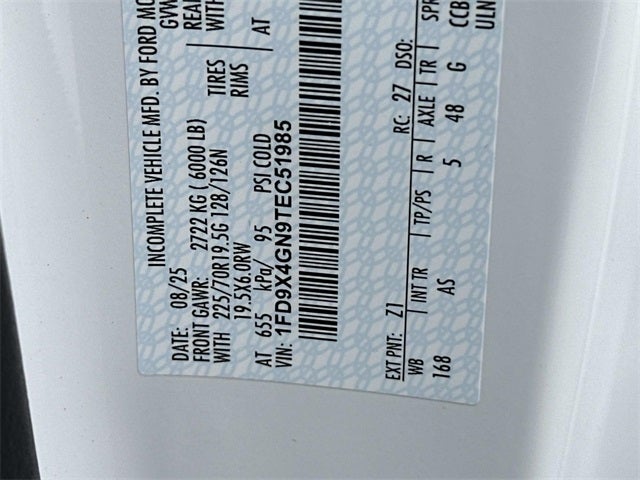 INCOMPLETE VEHICLE MFD. BY FORD MO
DATE: 08/25 GVW
FRONT GAWR: 2722 KG ( 6000 LB) REA
WITH 225/70R19.5G 128/126N TIRES WITH
19.5X6.0RW RIMS
AT 655 kPa/ 95 PSI COLD AT
VIN: 1FD9X4GN9TEC51985
EXT PNT: Z1 RC: 27 DSO:
WB INT TR TP/PS R AXLE TR SPR
168 AS 5 48 G CCB
ULN